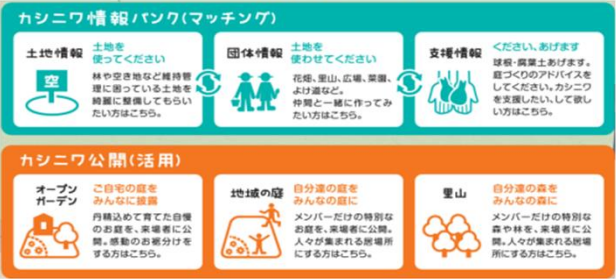 カシニワ情報バンク(マッチング)
土地情報
土地を
使ってください
空
林や空き地など維持管
理に困っている土地を
綺麗に整備してもらい
たい方はこちら。
団体情報
土地を
使わせてください
花畑、里山、広場、菜園、
よけ道など。
仲間と一緒に作ってみ
たい方はこちら。
支援情報
ください、あげます
球根・腐葉土あげます。
庭づくりのアドバイスを
してください。カシニワ
を支援したい、して欲し
い方はこちら。
カシニワ公開(活用)
オープン
ガーデン
ご自宅の庭を
みんなに披露
丹精込めて育てた自慢
のお庭を、来場者に公
開。感動のお裾分けを
する方はこちら。
地域の庭
自分達の庭を
みんなの庭に
メンバーだけの特別な
お庭を、来場者に公開。
人々が集まれる居場所
にする方はこちら。
里山
自分達の森を
みんなの森に
メンバーだけの特別な
森や林を、来場者に公
開。人々が集まれる居
場所にする方はこちら。